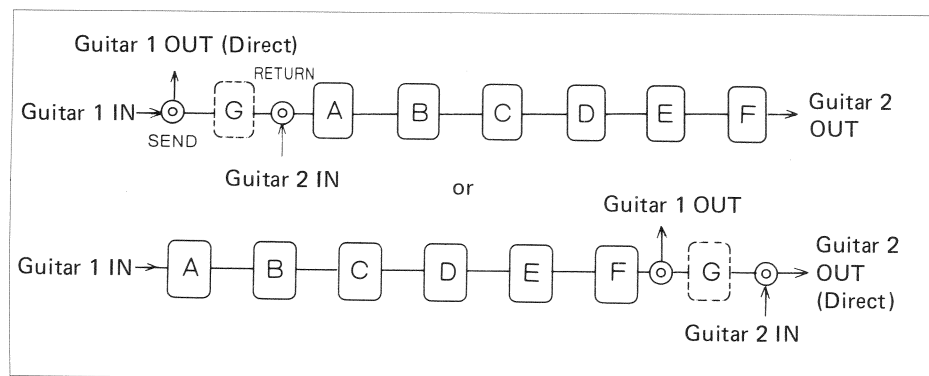 Guitar 1 OUT (Direct)
RETURN
Guitar 1 IN
G
A
B
C
D
E
F
Guitar 2
OUT
SEND
Guitar 2 IN
or
Guitar 1 OUT
Guitar 1 IN
A
B
C
D
E
F
G
Guitar 2
OUT
(Direct)
Guitar 2 IN